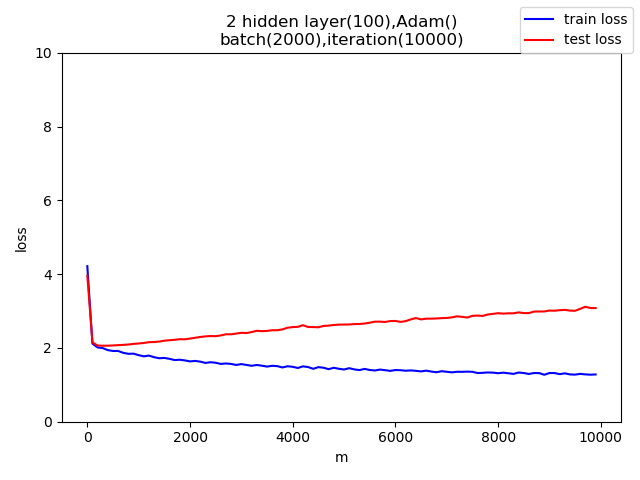 2 hidden layer(100),Adam()
batch(2000),iteration(10000)
train loss
test loss
10
8
6
4
2
0
loss
0 2000 4000 6000 8000 10000
m